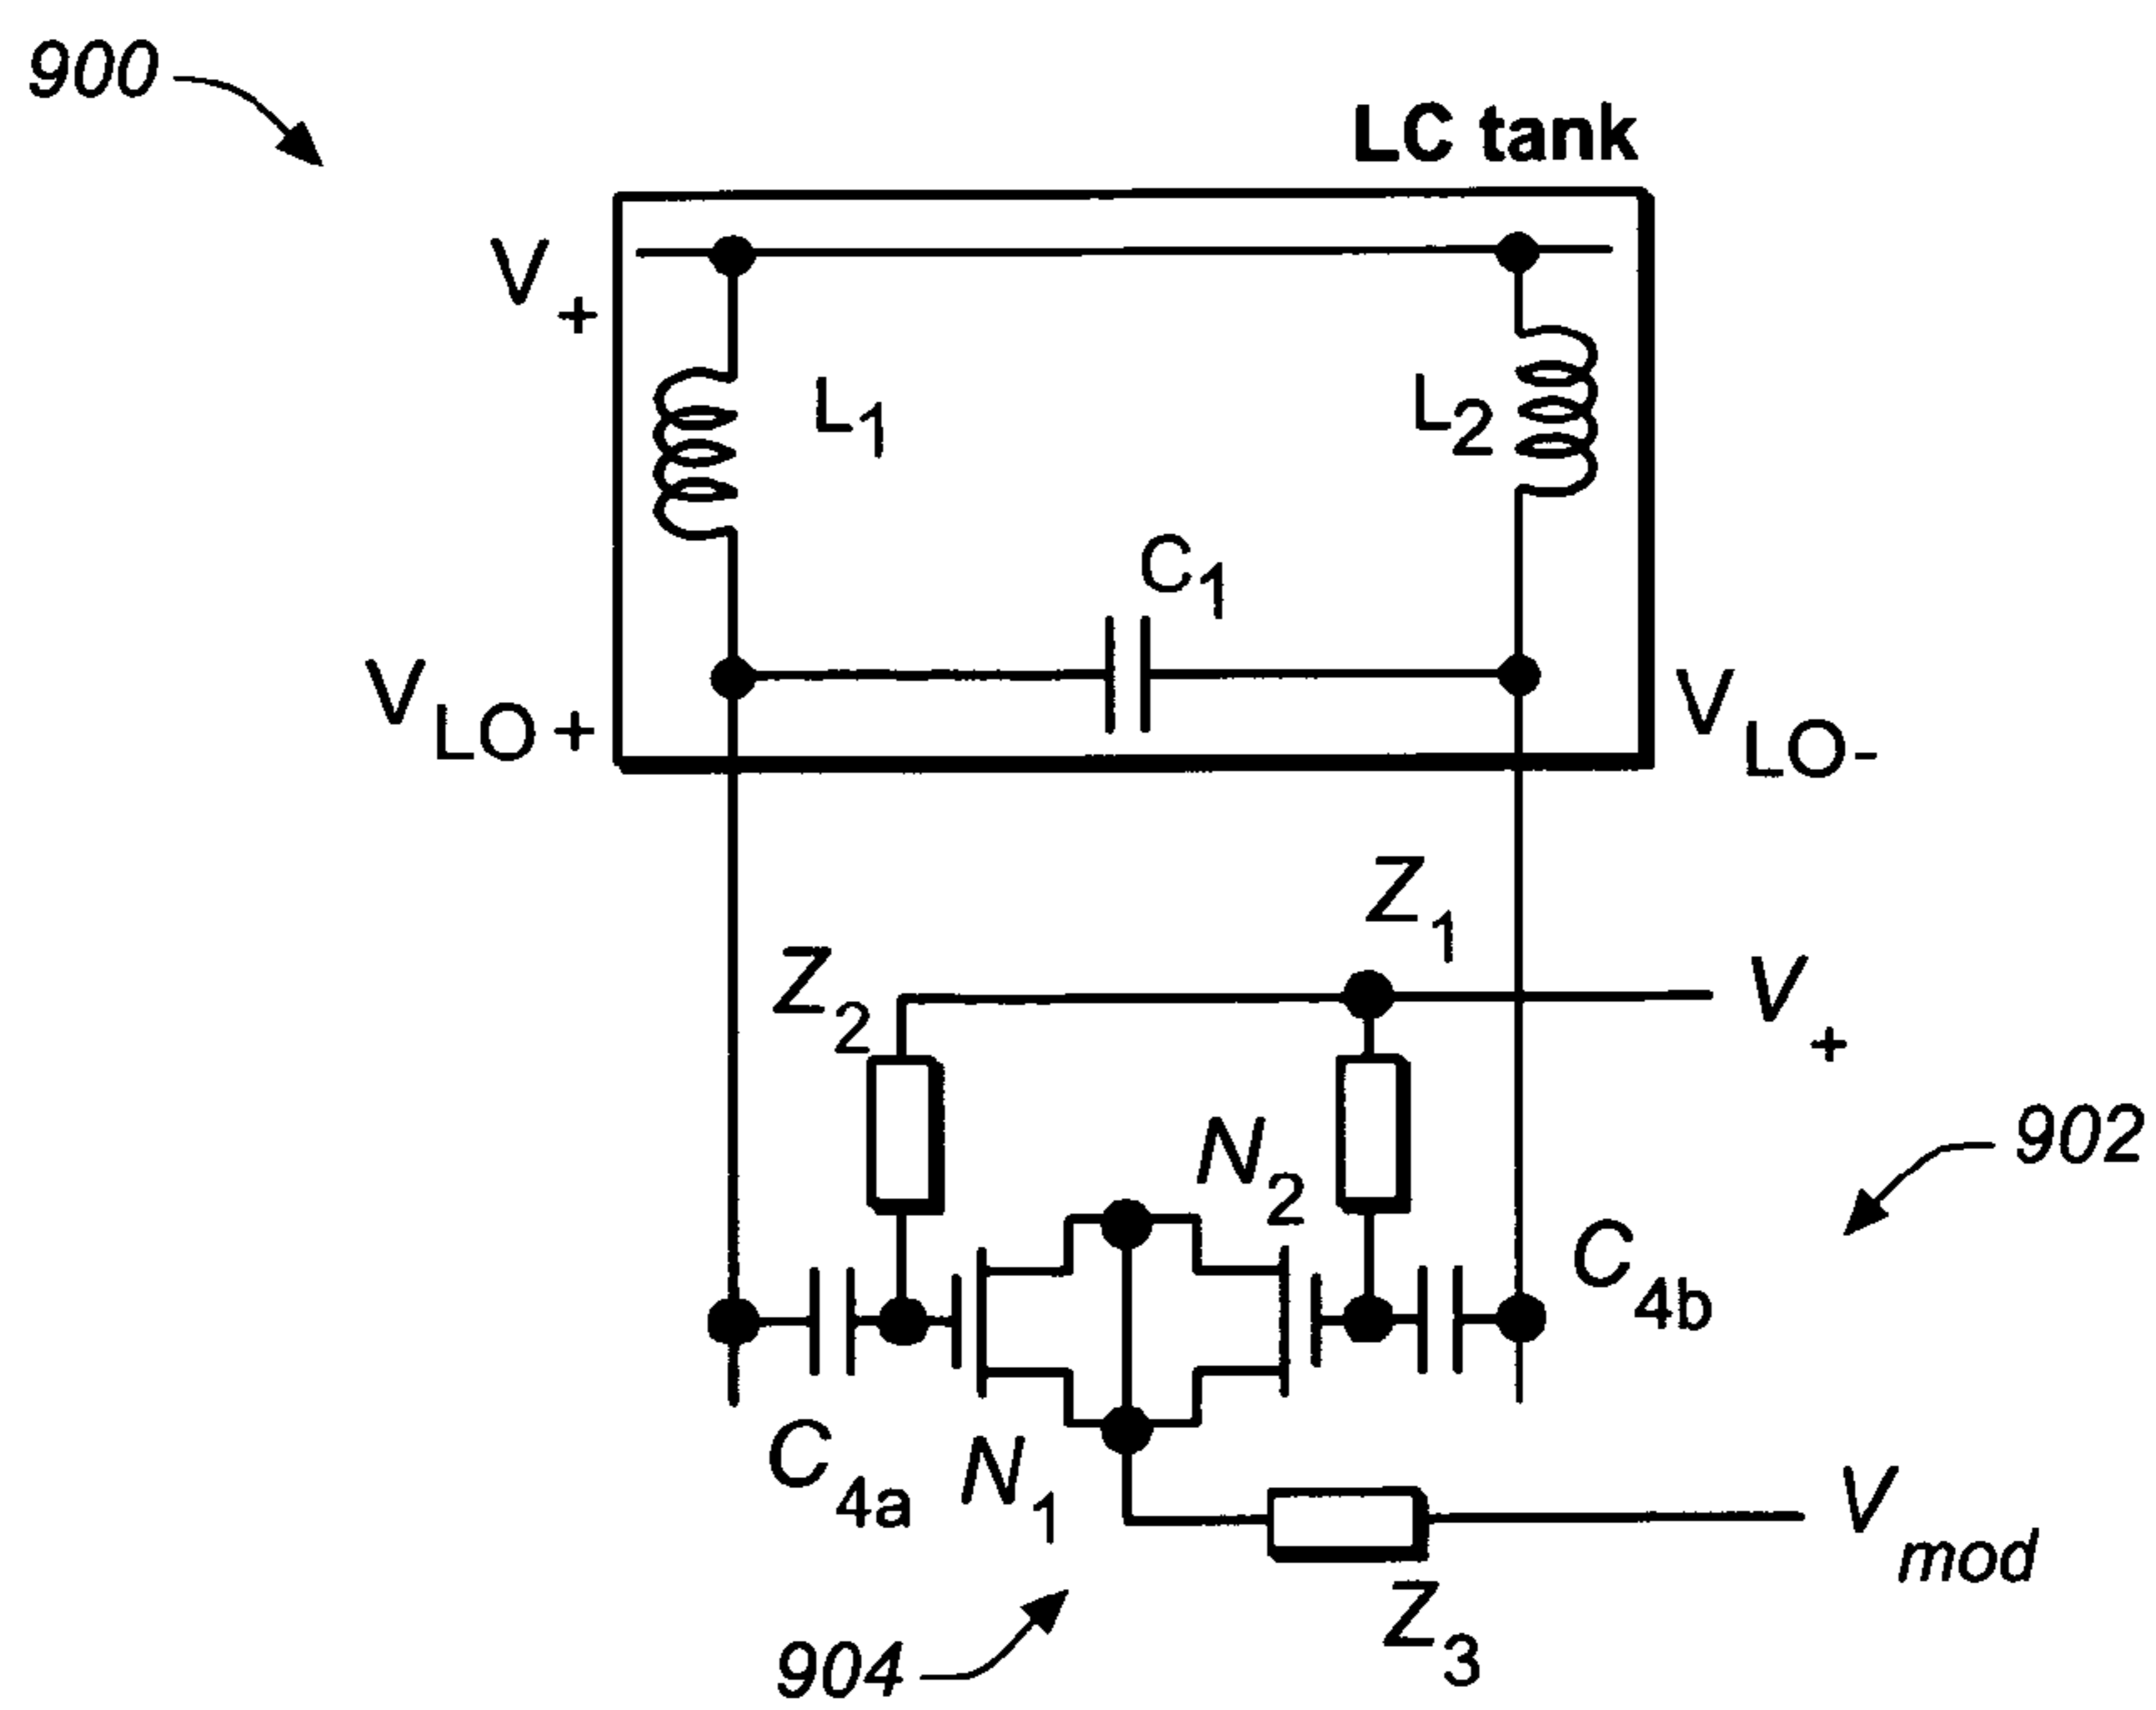 900
LC tank
V+
L1
L2
C1
VLO+
VLO-
Z1
Z2
V+
N2
902
C4b
C4a
N1
Vmod
Z3
904